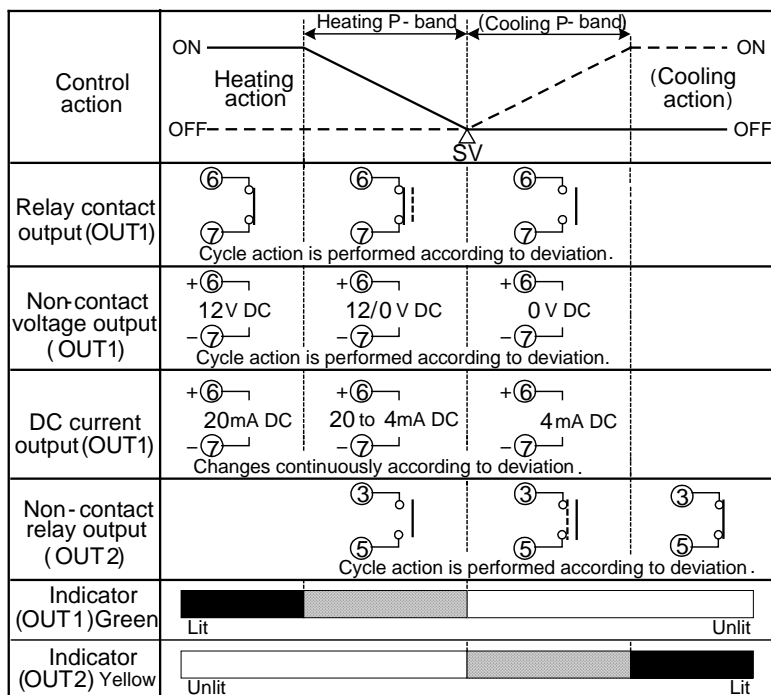 Heating P-band (Cooling P-band)
ON ON
Control action
Heating action
(Cooling action)
OFF OFF
SV
Relay contact output (OUT1)
6 6 6
7 7 7
Cycle action is performed according to deviation.
Non-contact voltage output (OUT1)
+6 +6 +6
12V DC 12/0 V DC 0 V DC
-7 -7 -7
Cycle action is performed according to deviation.
DC current output (OUT1)
+6 +6 +6
20mA DC 20 to 4mA DC 4mA DC
-7 -7 -7
Changes continuously according to deviation.
Non-contact relay output (OUT2)
3 3 3
5 5 5
Cycle action is performed according to deviation.
Indicator (OUT1) Green
Lit Unlit
Indicator (OUT2) Yellow
Unlit Lit